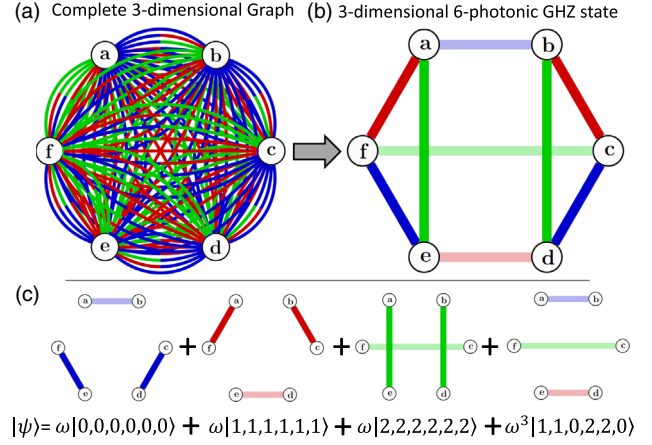 (a) Complete 3-dimensional Graph
a
b
f
c
e
d
(b) 3-dimensional 6-photonic GHZ state
a
b
f
c
e
d
(c)
a b
f c
e d
+
a b
f c
e d
+
a b
f c
e d
+
a b
f c
e d
|ψ⟩= ω|0,0,0,0,0,0⟩ + ω|1,1,1,1,1,1⟩ + ω|2,2,2,2,2,2⟩ + ω³|1,1,0,2,2,0⟩